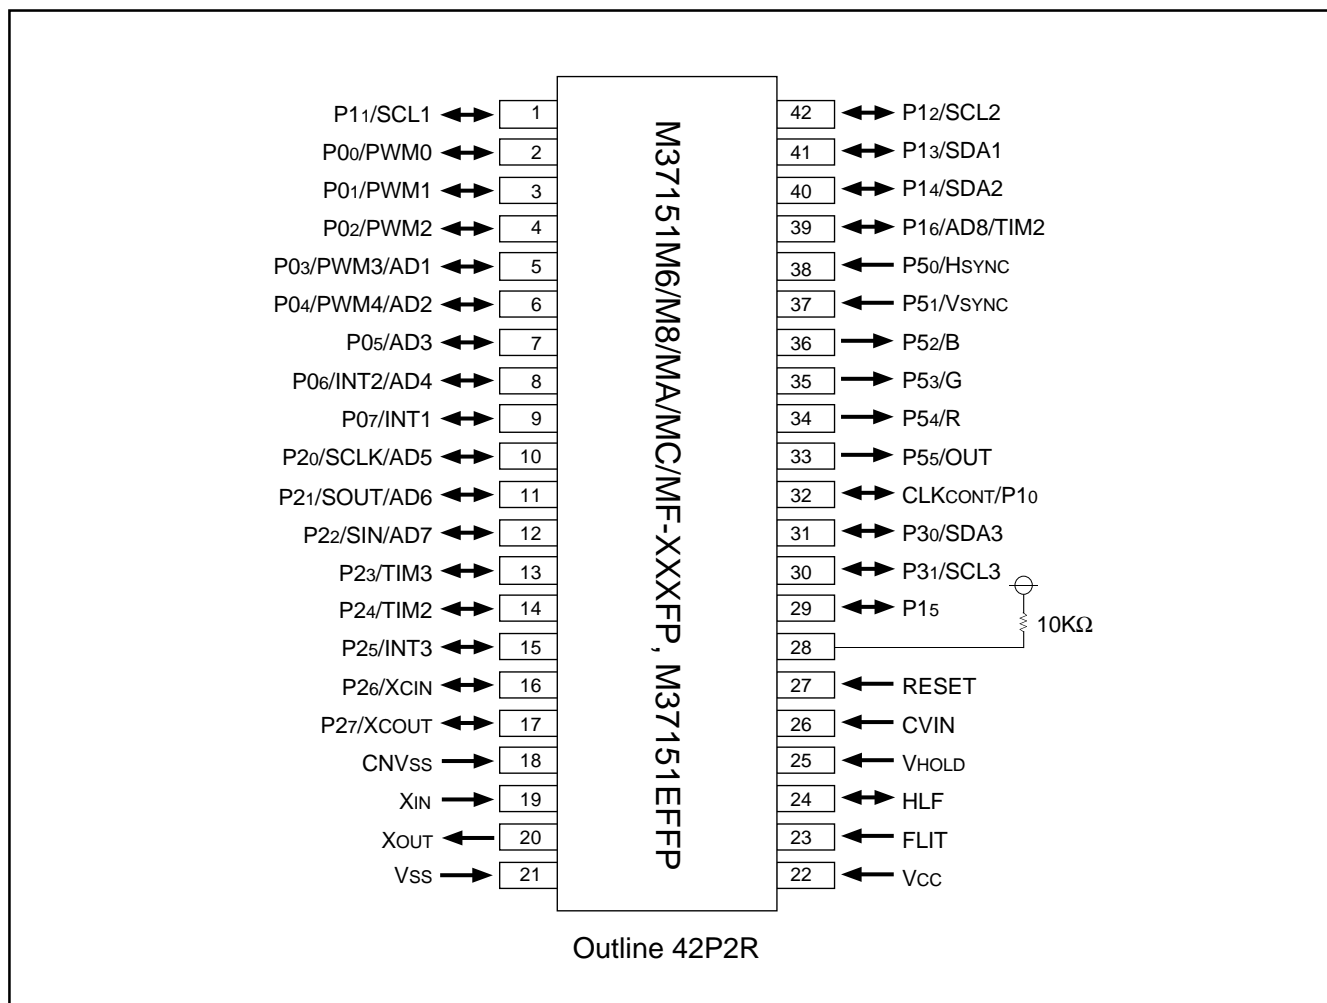 P11/SCL1 1
P00/PWM0 2
P01/PWM1 3
P02/PWM2 4
P03/PWM3/AD1 5
P04/PWM4/AD2 6
P05/AD3 7
P06/INT2/AD4 8
P07/INT1 9
P20/SCLK/AD5 10
P21/SOUT/AD6 11
P22/SIN/AD7 12
P23/TIM3 13
P24/TIM2 14
P25/INT3 15
P26/XCIN 16
P27/XCOUT 17
CNVSS 18
XIN 19
XOUT 20
VSS 21
M37151M6/M8/MA/MC/MF-XXXFP, M37151EFFP
42 P12/SCL2
41 P13/SDA1
40 P14/SDA2
39 P16/AD8/TIM2
38 P50/HSYNC
37 P51/VSYNC
36 P52/B
35 P53/G
34 P54/R
33 P55/OUT
32 CLKCONT/P10
31 P30/SDA3
30 P31/SCL3
29 P15
28 10KΩ
27 RESET
26 CVIN
25 VHOLD
24 HLF
23 FLIT
22 VCC
Outline 42P2R